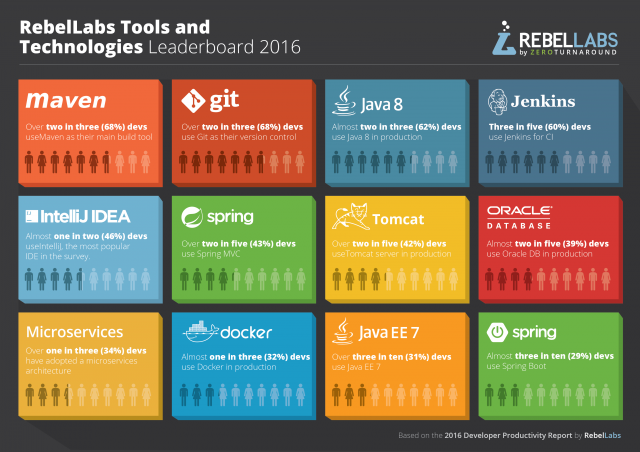 RebelLabs Tools and
Technologies Leaderboard 2016
REBELLABS
by ZEROTURNAROUND
maven
Over two in three (68%) devs
useMaven as their main build tool
git
Over two in three (68%) devs
use Git as their version control
Java 8
Almost two in three (62%) devs
use Java 8 in production
Jenkins
Three in five (60%) devs
use Jenkins for CI
IntelliJ IDEA
Almost one in two (46%) devs
useIntelliJ, the most popular
IDE in the survey.
spring
Over two in five (43%) devs
use Spring MVC
Tomcat
Over two in five (42%) devs
useTomcat server in production
ORACLE
DATABASE
Almost two in five (39%) devs
use Oracle DB in production
Microservices
Over one in three (34%) devs
have adopted a microservices
architecture
docker
Almost one in three (32%) devs
use Docker in production
Java EE 7
Over three in ten (31%) devs
use Java EE 7
spring
Almost three in ten (29%) devs
use Spring Boot
Based on the 2016 Developer Productivity Report by RebelLabs